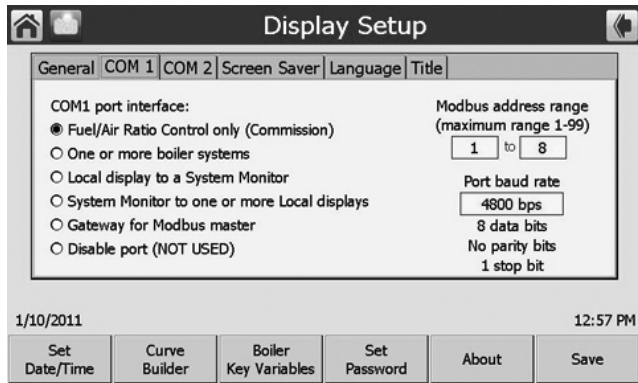 Display Setup
General COM 1 COM 2 Screen Saver Language Title
COM1 port interface:
Fuel/Air Ratio Control only (Commission)
One or more boiler systems
Local display to a System Monitor
System Monitor to one or more Local displays
Gateway for Modbus master
Disable port (NOT USED)
Modbus address range
(maximum range 1-99)
1 to 8
Port baud rate
4800 bps
8 data bits
No parity bits
1 stop bit
1/10/2011 12:57 PM
Set Date/Time
Curve Builder
Boiler Key Variables
Set Password
About
Save